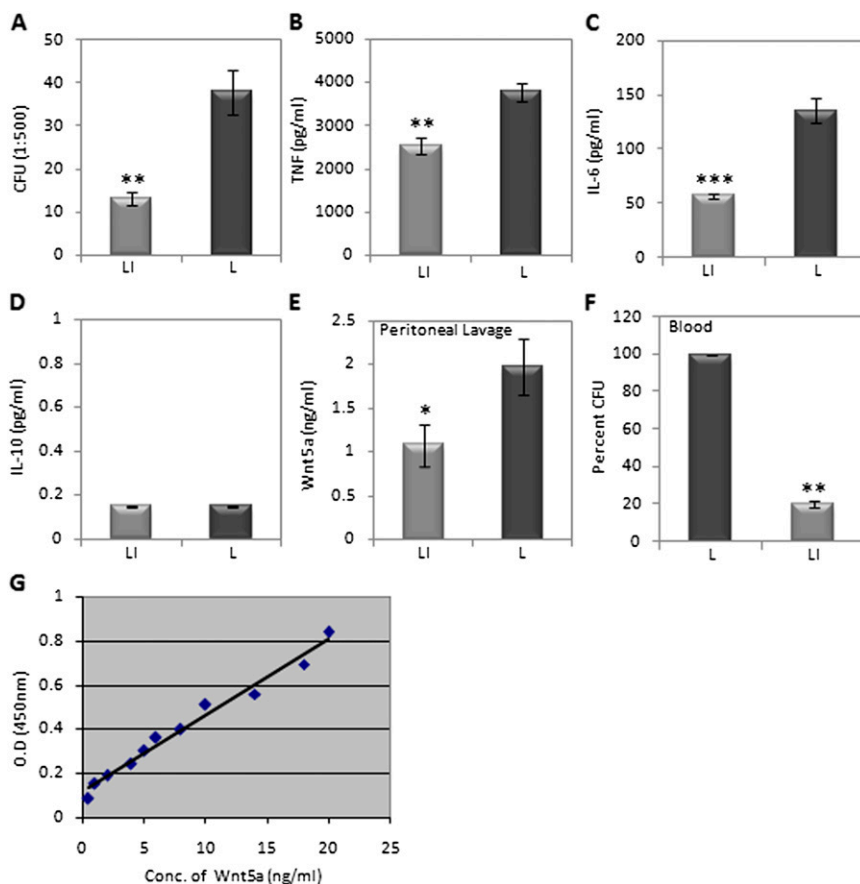 A
CFU (1:500)
50
40
30
20
10
0
**
LI
L
B
TNF (pg/ml)
5000
4000
3000
2000
1000
0
**
LI
L
C
IL-6 (pg/ml)
200
150
100
50
0
***
LI
L
D
IL-10 (pg/ml)
1
0.8
0.6
0.4
0.2
0
LI
L
E
Peritoneal Lavage
Wnt5a (ng/ml)
2.5
2
1.5
1
0.5
0
*
LI
L
F
Blood
Percent CFU
120
100
80
60
40
20
0
**
L
LI
G
O.D (450nm)
1
0.8
0.6
0.4
0.2
0
0 5 10 15 20 25
Conc. of Wnt5a (ng/ml)